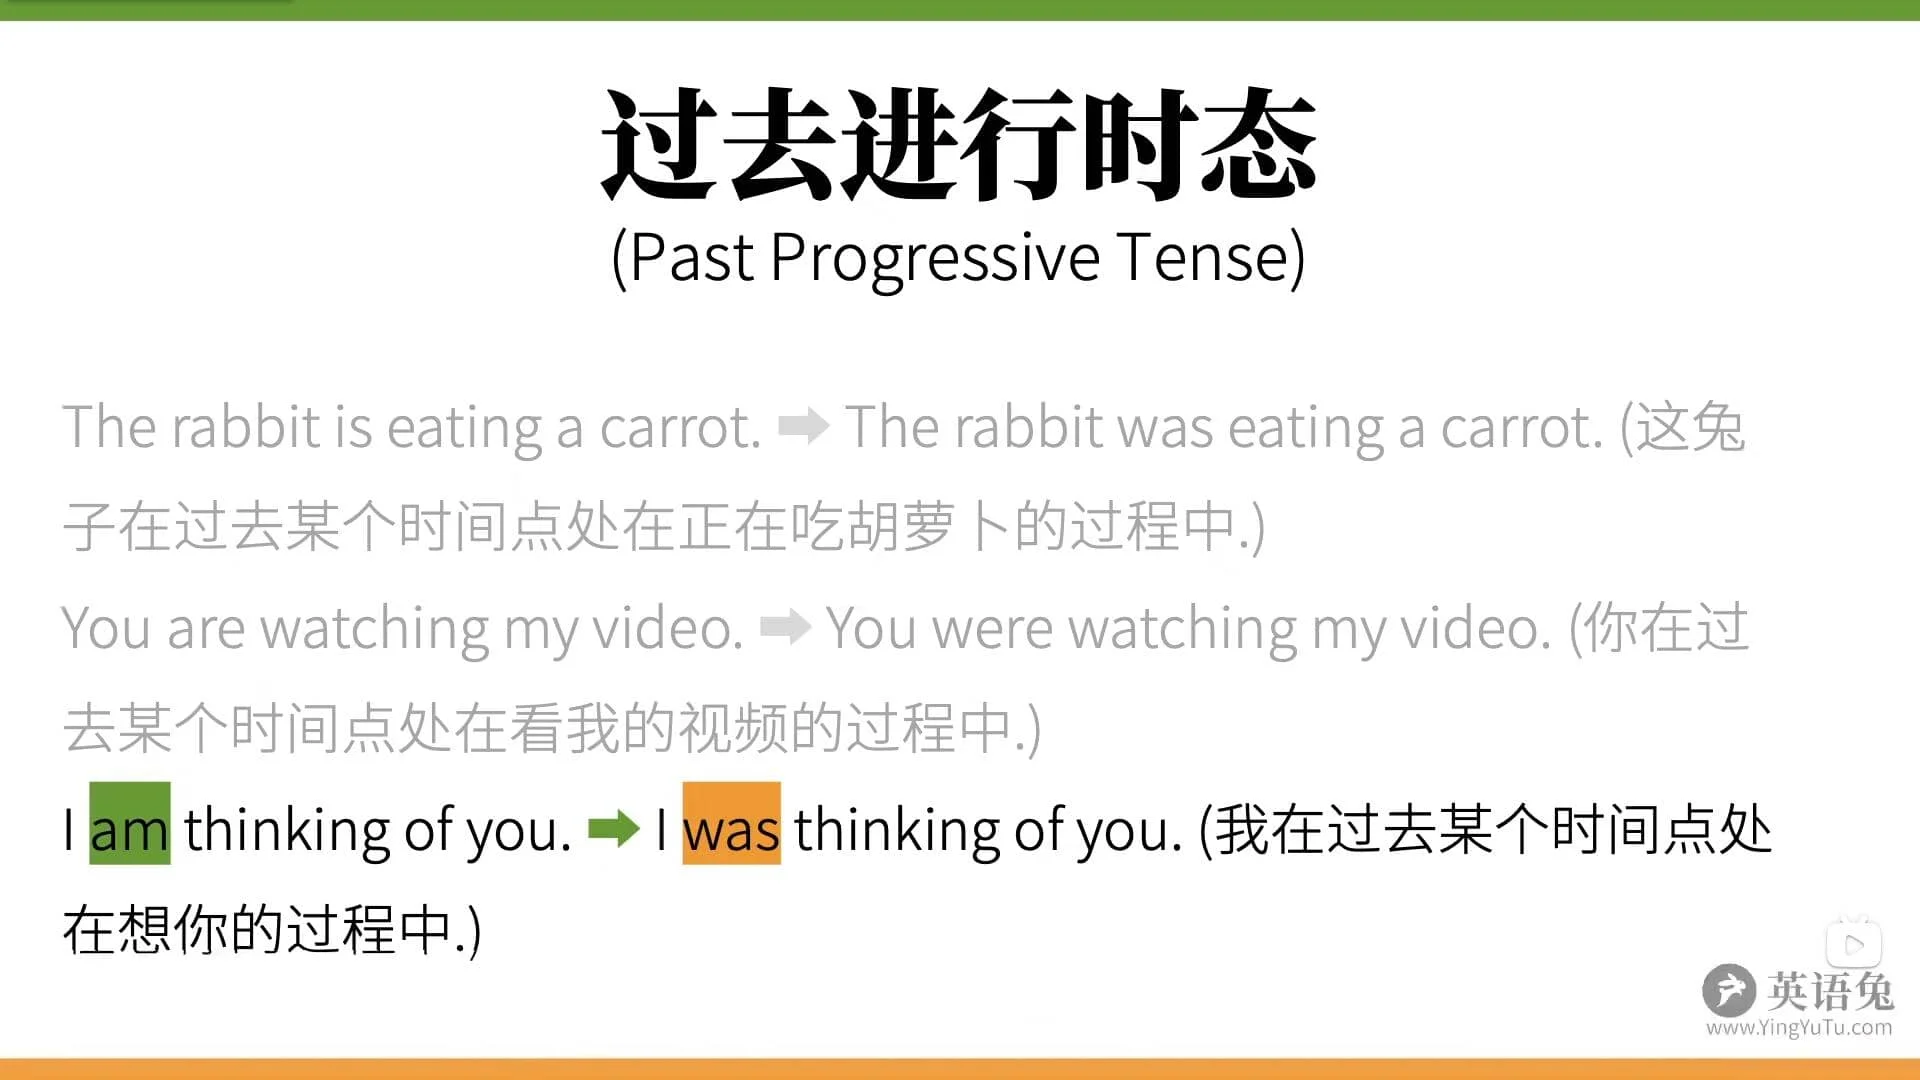 过去进行时态
(Past Progressive Tense)
The rabbit is eating a carrot. ➡ The rabbit was eating a carrot. (这兔
子在过去某个时间点处在正在吃胡萝卜的过程中.)
You are watching my video. ➡ You were watching my video. (你在过
去某个时间点处在看我的视频的过程中.)
I am thinking of you. ➡ I was thinking of you. (我在过去某个时间点处
在想你的过程中.)
英语兔
www.YingYuTu.com